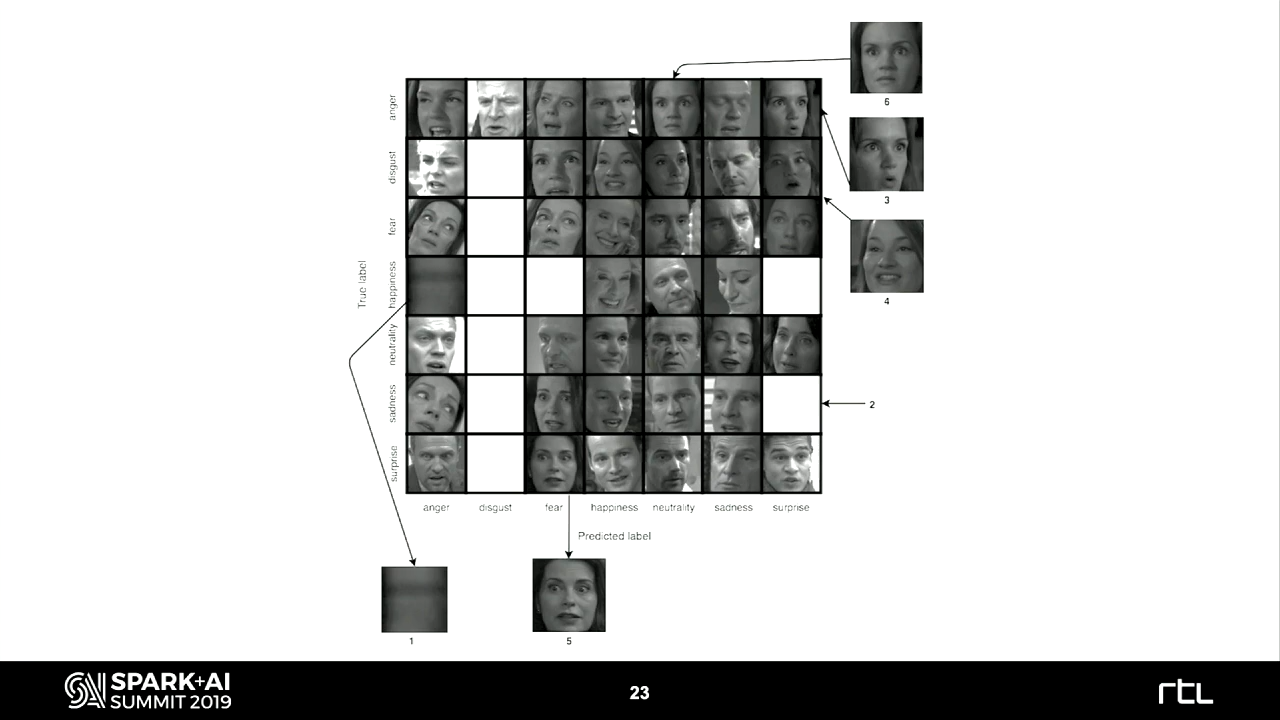 6
anger
3
disgust
fear
4
True label
happiness
neutrality
sadness
2
surprise
anger disgust fear happiness neutrality sadness surprise
Predicted label
1
5
SPARK+AI
SUMMIT 2019
23
rtl